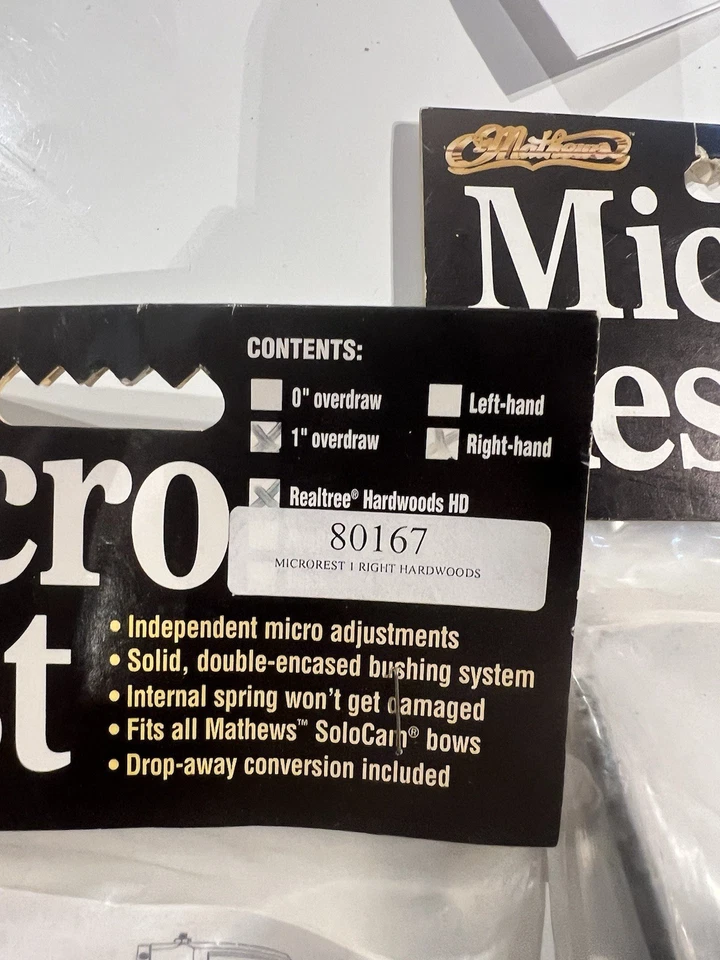 Mathews™
Mic
es
CONTENTS:
0" overdraw
Left-hand
1" overdraw
Right-hand
Realtree® Hardwoods HD
80167
MICROREST 1 RIGHT HARDWOODS
cro
st
• Independent micro adjustments
• Solid, double-encased bushing system
• Internal spring won't get damaged
• Fits all Mathews™ SoloCam® bows
• Drop-away conversion included